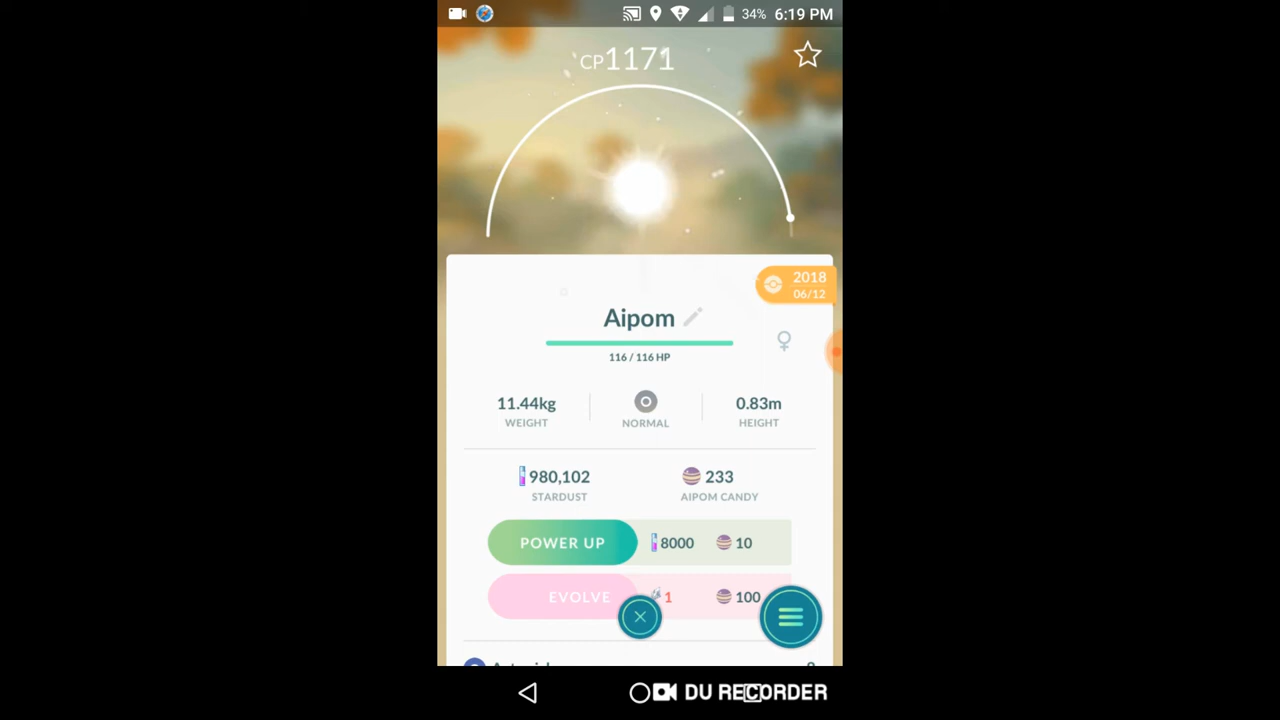 34% 6:19 PM
CP1171
2018
06/12
Aipom
116 / 116 HP
11.44kg
WEIGHT
NORMAL
0.83m
HEIGHT
980,102
STARDUST
233
AIPOM CANDY
POWER UP 8000 10
EVOLVE 1 100
DU RECORDER